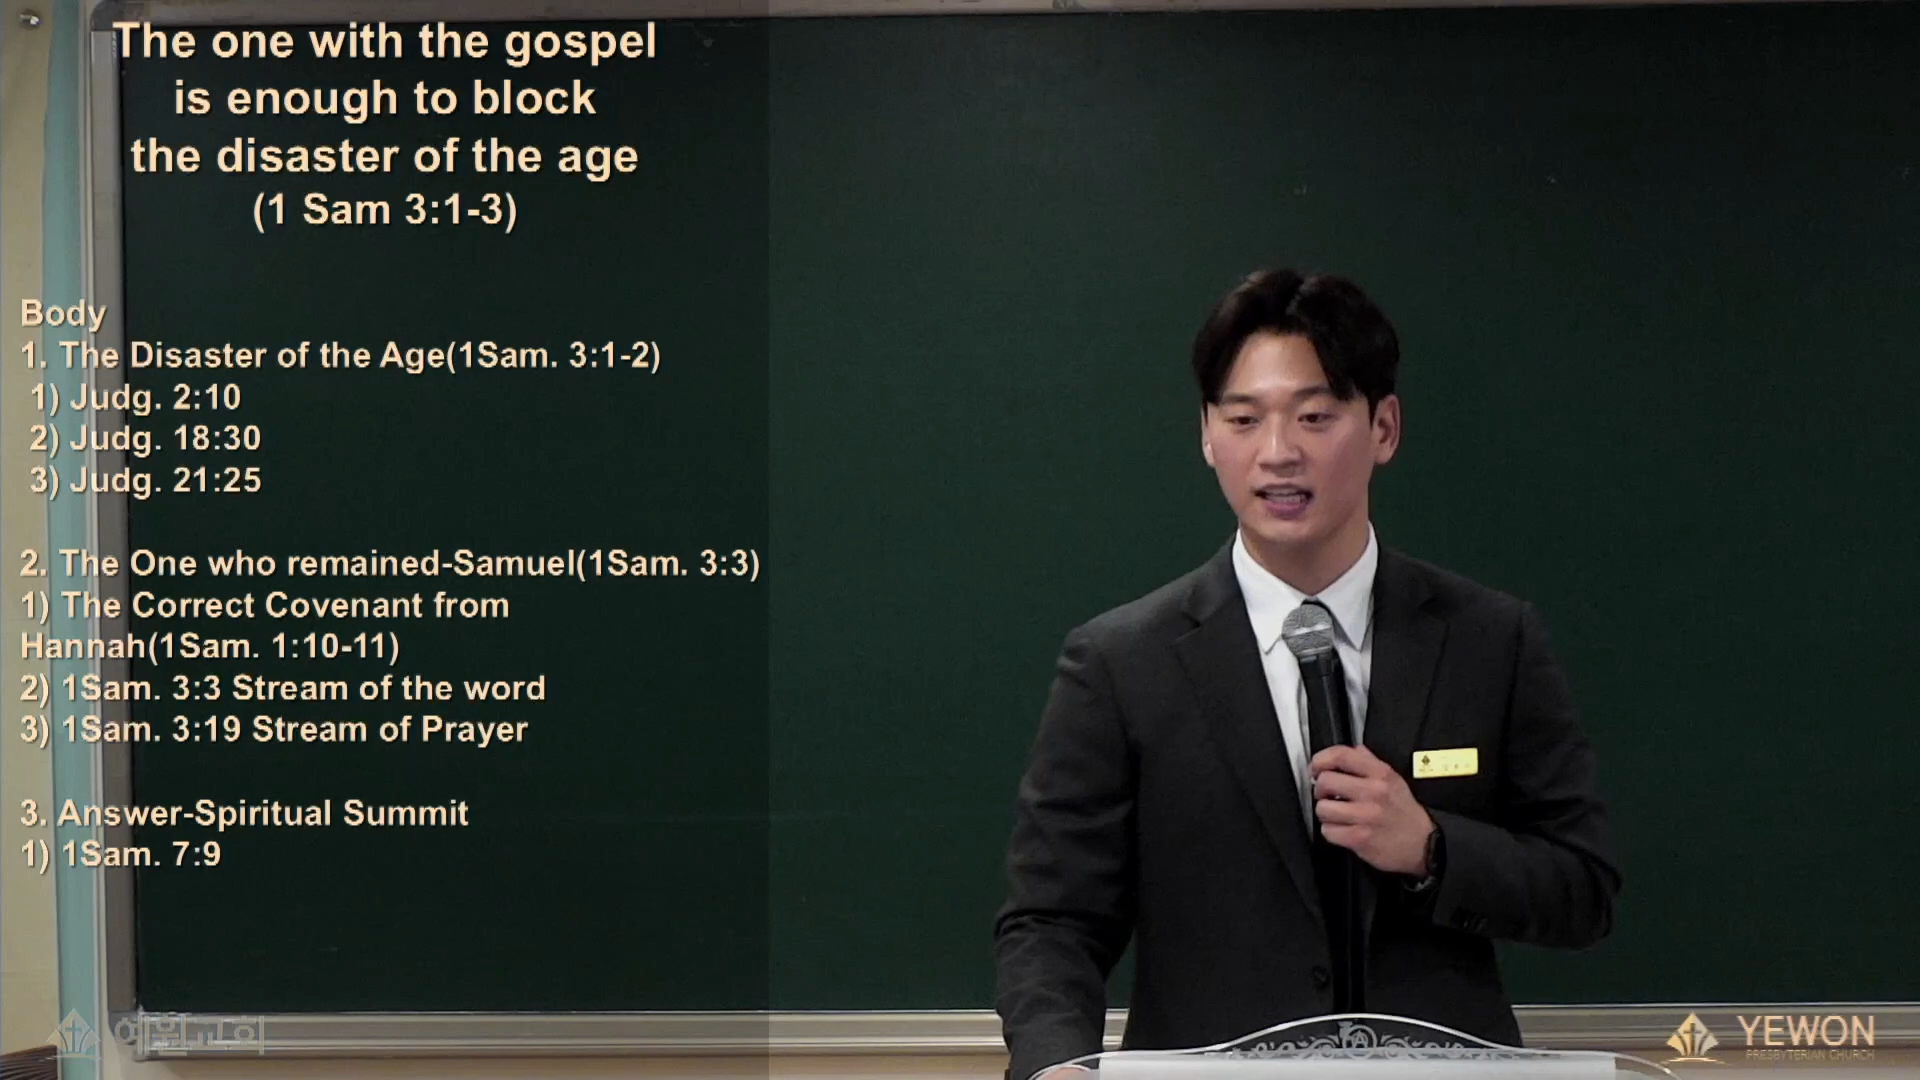 The one with the gospel
is enough to block
the disaster of the age
(1 Sam 3:1-3)
Body
1. The Disaster of the Age(1Sam. 3:1-2)
1) Judg. 2:10
2) Judg. 18:30
3) Judg. 21:25
2. The One who remained-Samuel(1Sam. 3:3)
1) The Correct Covenant from
Hannah(1Sam. 1:10-11)
2) 1Sam. 3:3 Stream of the word
3) 1Sam. 3:19 Stream of Prayer
3. Answer-Spiritual Summit
1) 1Sam. 7:9
예원교회
YEWON
PRESBYTERIAN CHURCH